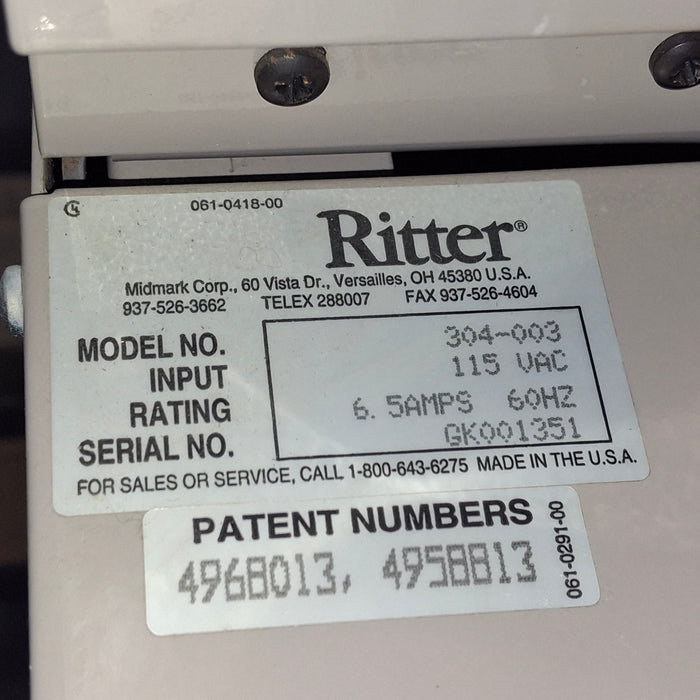 061-0418-00
Ritter®
Midmark Corp., 60 Vista Dr., Versailles, OH 45380 U.S.A.
937-526-3662 TELEX 288007 FAX 937-526-4604
MODEL NO. 304-003
INPUT 115 VAC
RATING 6.5AMPS 60HZ
SERIAL NO. GK001351
FOR SALES OR SERVICE, CALL 1-800-643-6275 MADE IN THE U.S.A.
PATENT NUMBERS
4968013, 4958813
061-0291-00